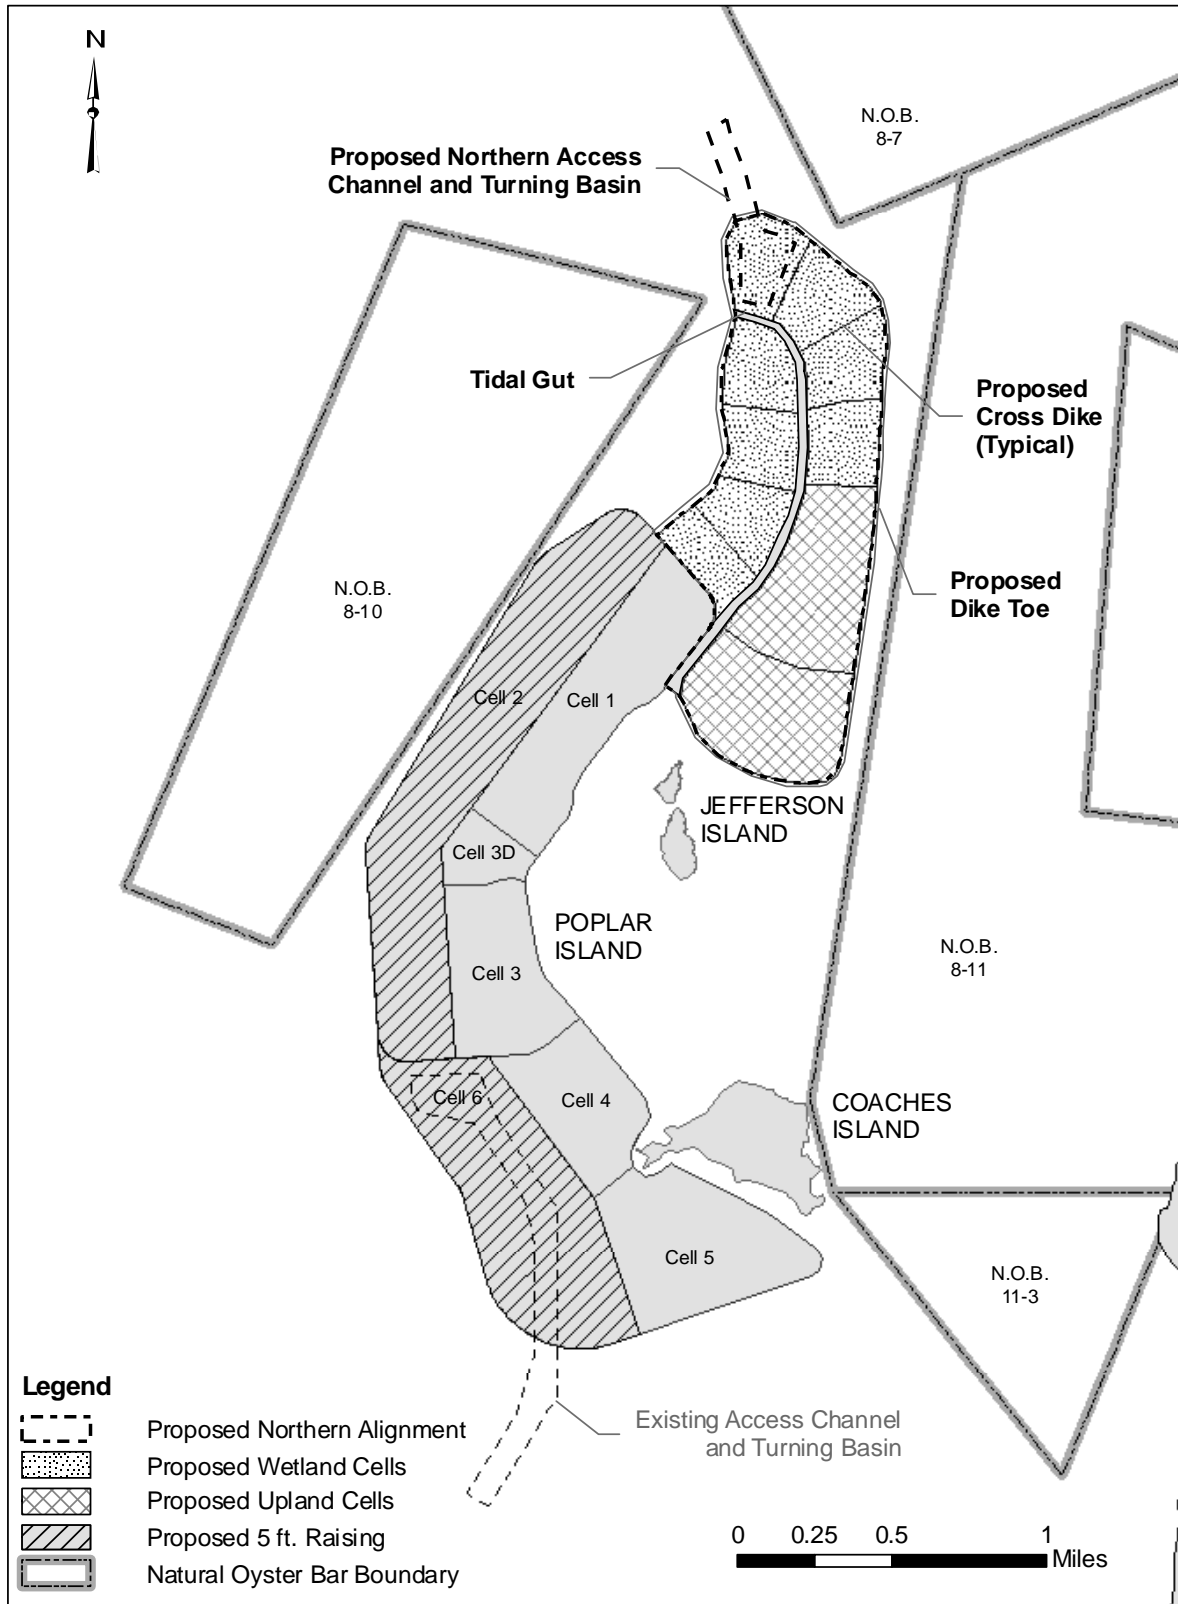 N
N.O.B.
8-7
Proposed Northern Access
Channel and Turning Basin
Tidal Gut
Proposed
Cross Dike
(Typical)
N.O.B.
8-10
Proposed
Dike Toe
Cell 2
Cell 1
JEFFERSON
ISLAND
Cell 3D
POPLAR
ISLAND
N.O.B.
8-11
Cell 3
Cell 6
Cell 4
COACHES
ISLAND
Cell 5
N.O.B.
11-3
Legend
Proposed Northern Alignment
Proposed Wetland Cells
Proposed Upland Cells
Proposed 5 ft. Raising
Natural Oyster Bar Boundary
Existing Access Channel
and Turning Basin
0 0.25 0.5 1
Miles